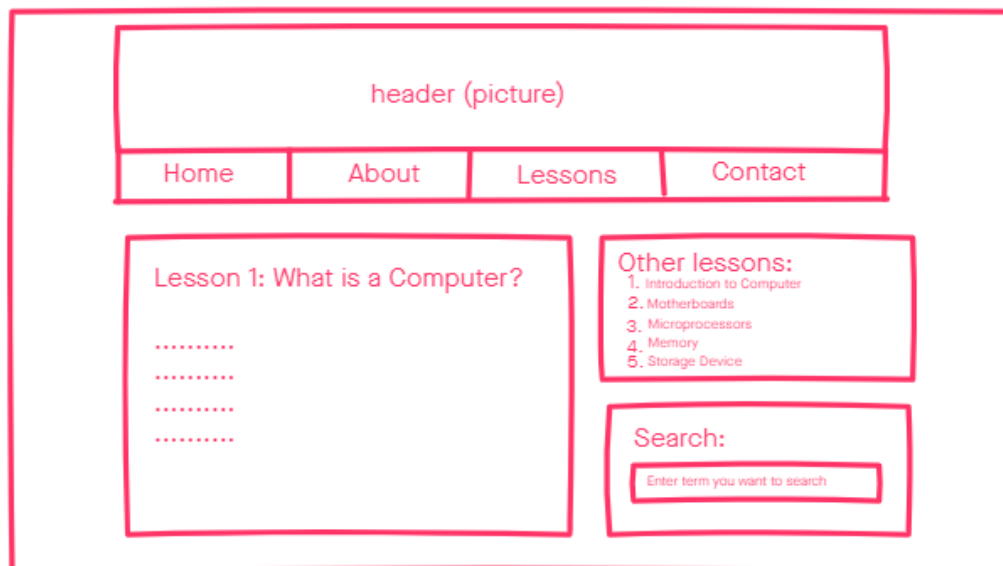 header (picture)
Home About Lessons Contact
Lesson 1: What is a Computer?
..........
..........
..........
..........
Other lessons:
1. Introduction to Computer
2. Motherboards
3. Microprocessors
4. Memory
5. Storage Device
Search:
Enter term you want to search